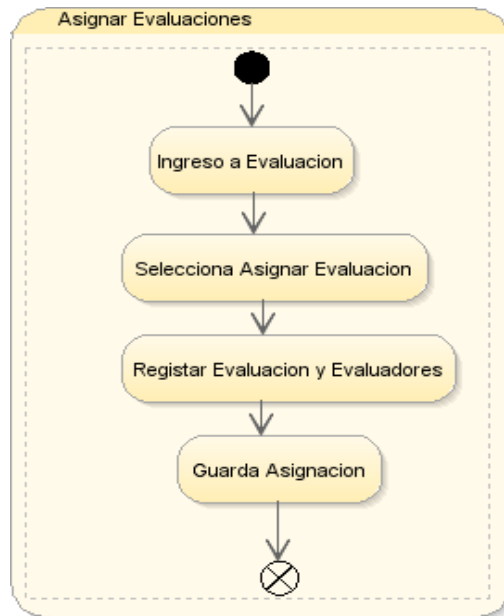 Asignar Evaluaciones
Ingreso a Evaluacion
Selecciona Asignar Evaluacion
Registar Evaluacion y Evaluadores
Guarda Asignacion